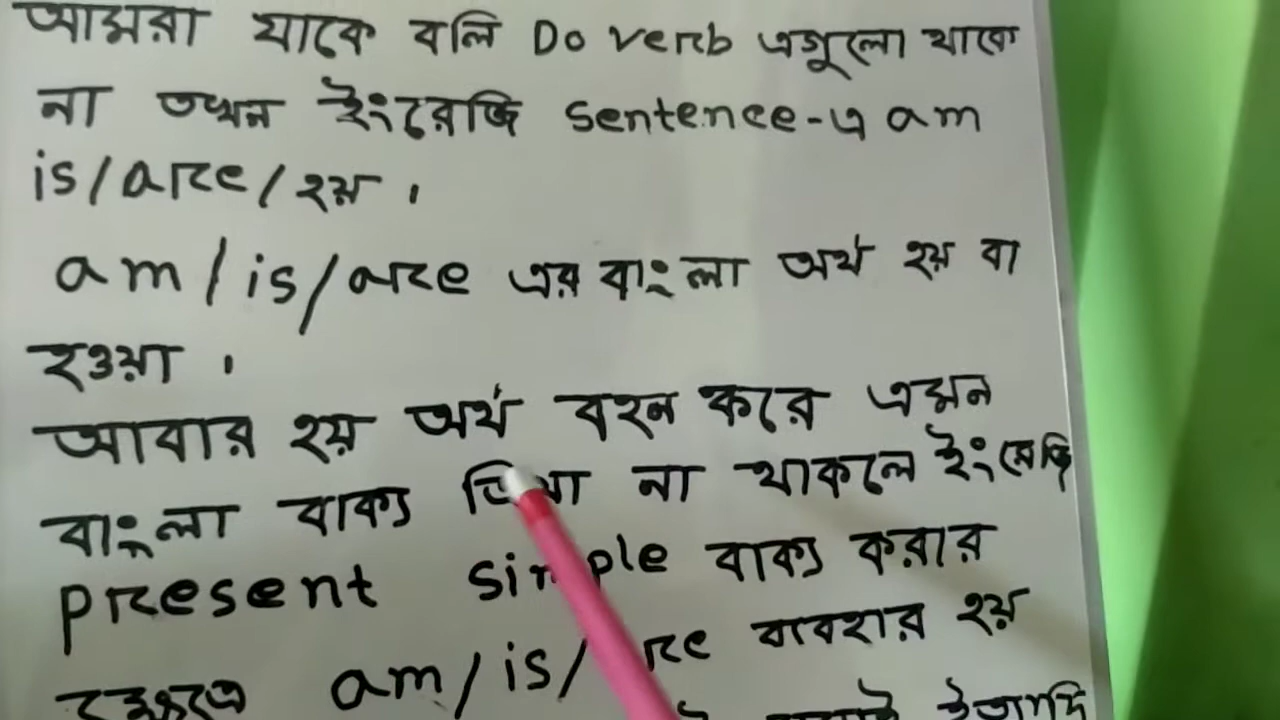 আমরা যাকে বলি Do verb এগুলো থাকে
না তখন ইংরেজি sentence-এ am
is/are/হয় ।
am/is/are এর বাংলা অর্থ হয় বা
হওয়া ।
আবার হয় অর্থ বহন করে এমন
বাংলা বাক্য না থাকলে ইংরেজি
present simple বাক্য করার
ক্ষেত্রে am/is/are ব্যবহার হয়
ইত্যাদি